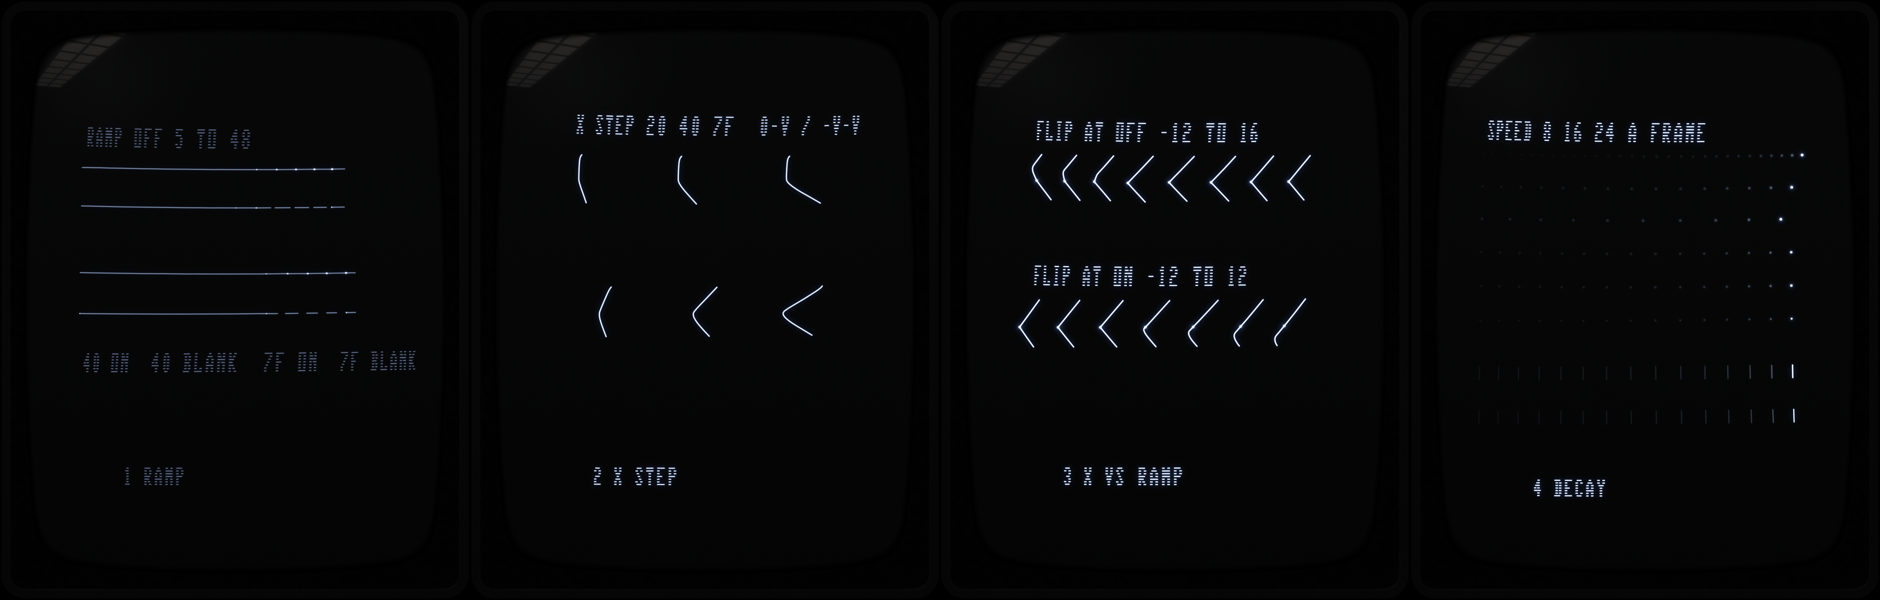 RAMP OFF 5 TO 48
40 ON 40 BLANK 7F ON 7F BLANK
1 RAMP
X STEP 20 40 7F 0-V / -V-V
2 X STEP
FLIP AT OFF -12 TO 16
FLIP AT ON -12 TO 12
3 X VS RAMP
SPEED 8 16 24 A FRAME
4 DECAY